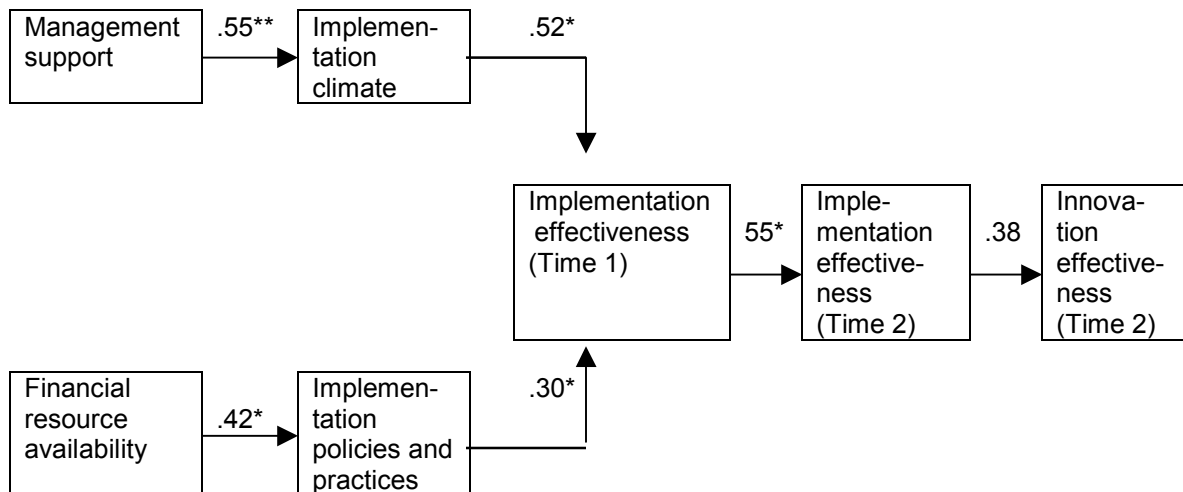 Management
support
.55**
Implemen-
tation
climate
.52*
Implementation
effectiveness
(Time 1)
55*
Imple-
mentation
effective-
ness
(Time 2)
.38
Innova-
tion
effective-
ness
(Time 2)
Financial
resource
availability
.42*
Implemen-
tation
policies and
practices
.30*